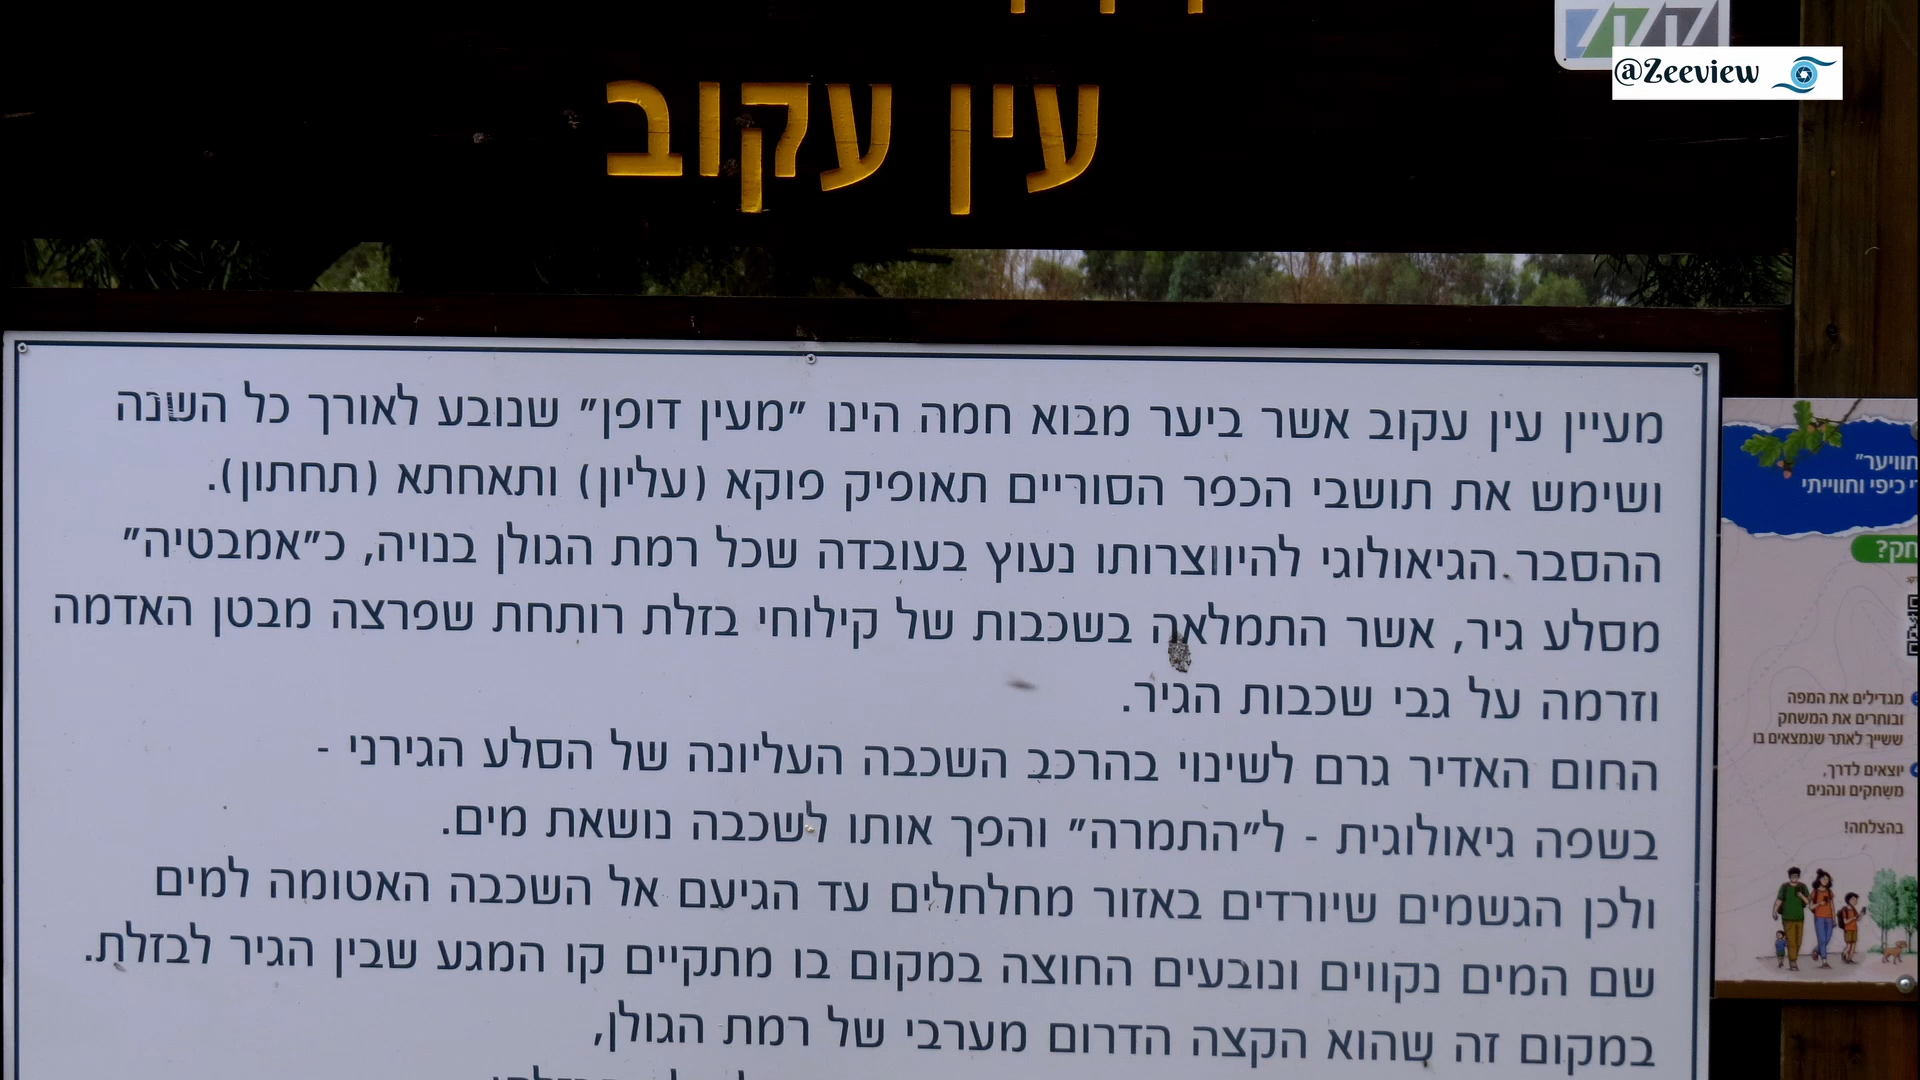 קק"ל
@Zeeview
עין עקוב
מעיין עין עקוב אשר ביער מבוא חמה הינו "מעין דופן" שנובע לאורך כל השנה
ושימש את תושבי הכפר הסוריים תאופיק פוקא (עליון) ותאחתא (תחתון).
ההסבר הגיאולוגי להיווצרותו נעוץ בעובדה שכל רמת הגולן בנויה, כ"אמבטיה"
מסלע גיר, אשר התמלאה בשכבות של קילוחי בזלת רותחת שפרצה מבטן האדמה
וזרמה על גבי שכבות הגיר.
החום האדיר גרם לשינוי בהרכב השכבה העליונה של הסלע הגירני -
בשפה גיאולוגית - ל"התמרה" והפך אותו לשכבה נושאת מים.
ולכן הגשמים שיורדים באזור מחלחלים עד הגיעם אל השכבה האטומה למים
שם המים נקווים ונובעים החוצה במקום בו מתקיים קו המגע שבין הגיר לבזלת.
במקום זה שהוא הקצה הדרום מערבי של רמת הגולן,
חוויער"
כיפי וחווייתי
חק?
מגדילים את המפה
ובוחרים את המשחק
ששייך לאתר שנמצאים בו
יוצאים לדרך,
משחקים ונהנים
בהצלחה!